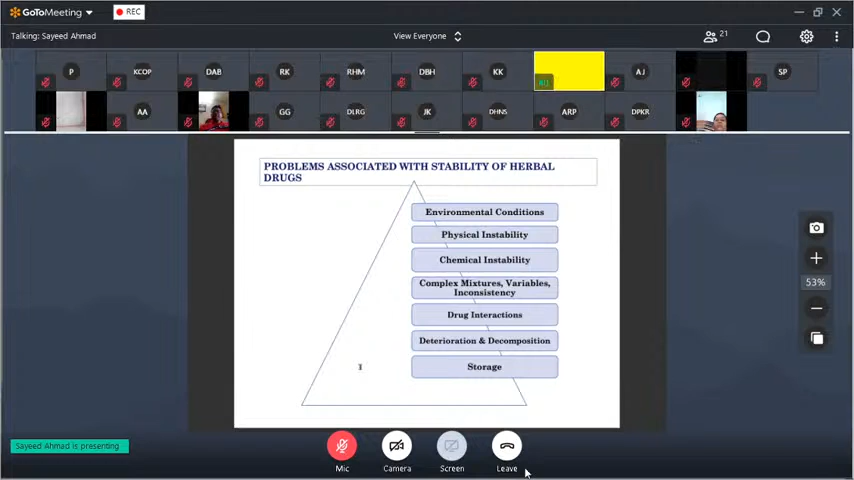 GoToMeeting
REC
Talking: Sayeed Ahmad
View Everyone
21
P
KCOP
DAB
RK
RHM
DBH
KK
AJ
SP
AA
GG
DLRG
JK
DHNS
ARP
DPKR
PROBLEMS ASSOCIATED WITH STABILITY OF HERBAL
DRUGS
Environmental Conditions
Physical Instability
Chemical Instability
Complex Mixtures, Variables,
Inconsistency
Drug Interactions
Deterioration & Decomposition
Storage
53%
Sayeed Ahmad is presenting
Mic
Camera
Screen
Leave